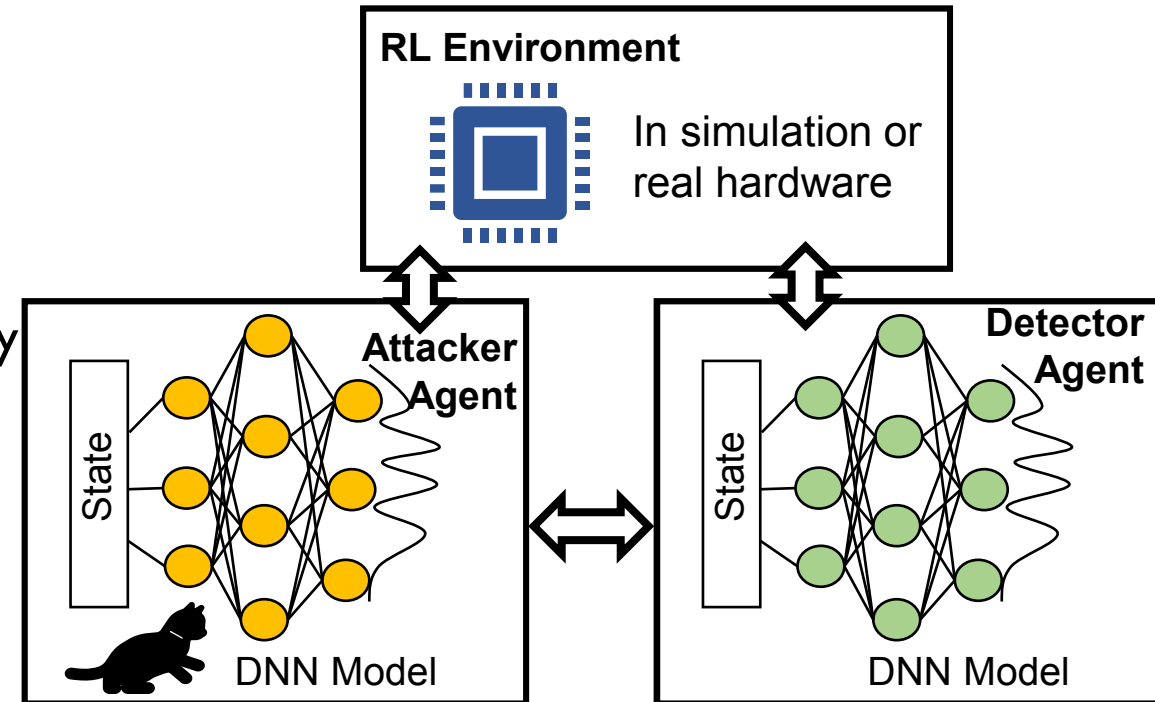 RL Environment
In simulation or
real hardware
y
Attacker
Agent
State
DNN Model
Detector
Agent
State
DNN Model